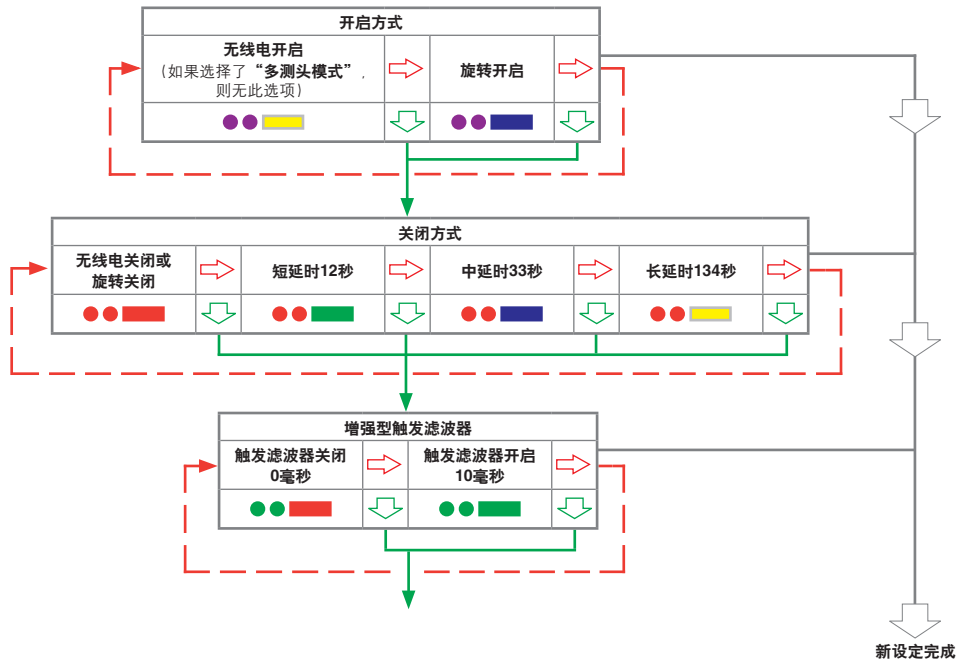 开启方式
无线电开启
（如果选择了“多测头模式”，
则无此选项）
旋转开启
关闭方式
无线电关闭或
旋转关闭
短延时12秒
中延时33秒
长延时134秒
增强型触发滤波器
触发滤波器关闭
0毫秒
触发滤波器开启
10毫秒
新设定完成